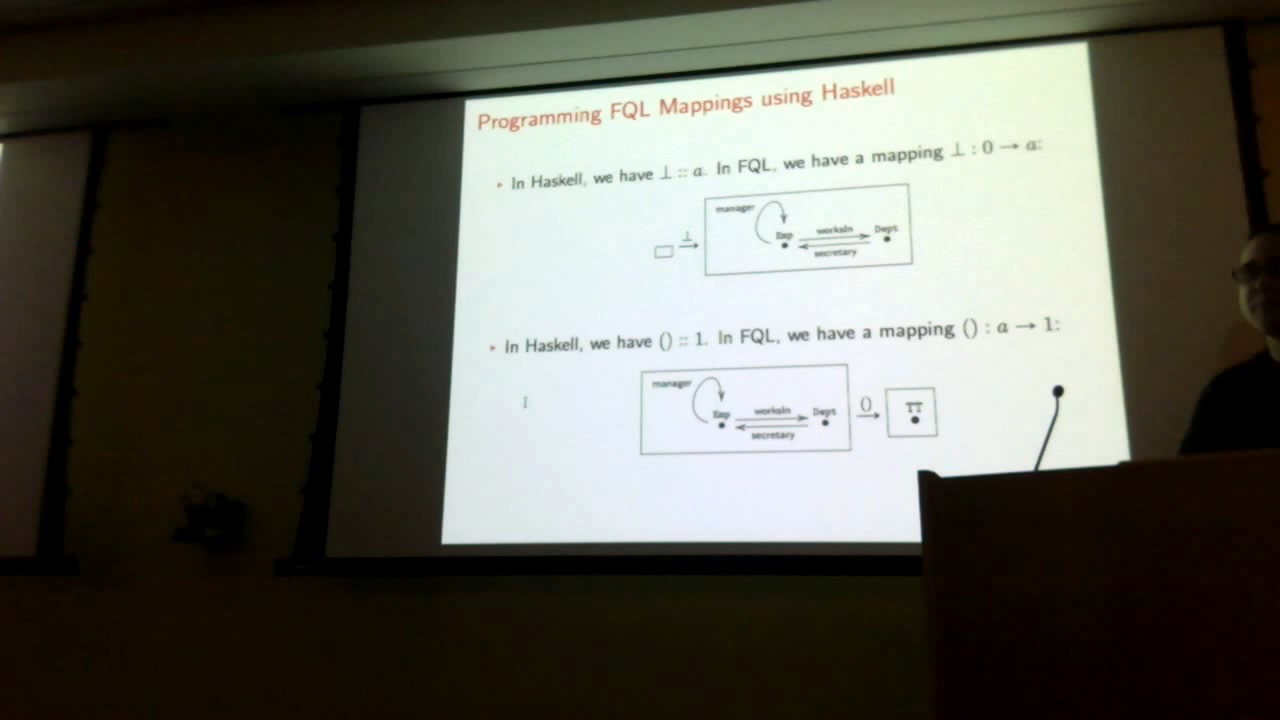 Programming FQL Mappings using Haskell
▸ In Haskell, we have ⊥ :: a. In FQL, we have a mapping ⊥ : 0 → a:
manager
Emp worksIn Dept
secretary
⊥
▸ In Haskell, we have () :: 1. In FQL, we have a mapping () : a → 1:
manager
Emp worksIn Dept () TT
secretary